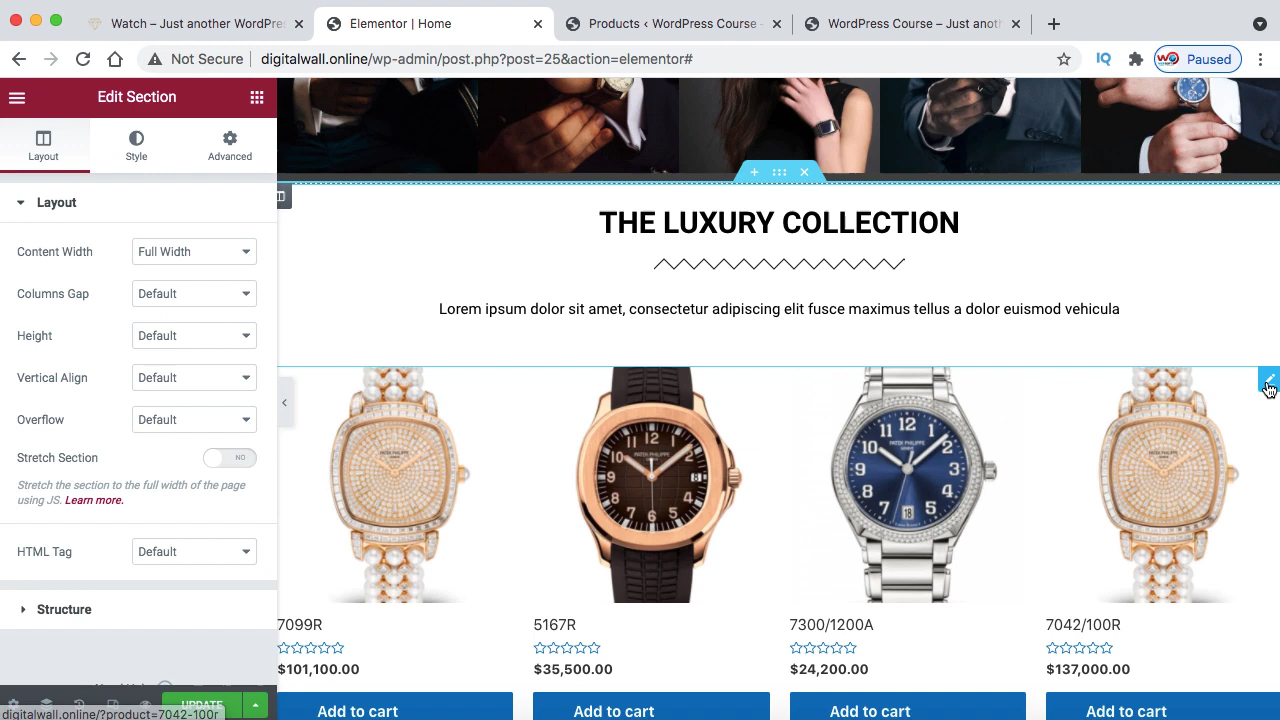 Watch – Just another WordPres
Elementor | Home
Products ‹ WordPress Course
WordPress Course – Just anoth
Not Secure
digitalwall.online/wp-admin/post.php?post=25&action=elementor#
IQ
Paused
Edit Section
Layout
Style
Advanced
Layout
Content Width
Full Width
Columns Gap
Default
Height
Default
Vertical Align
Default
Overflow
Default
Stretch Section
NO
Stretch the section to the full width of the page
using JS. Learn more.
HTML Tag
Default
Structure
UPDATE
digitalwall.online/?product=7042-100r
THE LUXURY COLLECTION
Lorem ipsum dolor sit amet, consectetur adipiscing elit fusce maximus tellus a dolor euismod vehicula
7099R
5167R
7300/1200A
7042/100R
$101,100.00
$35,500.00
$24,200.00
$137,000.00
Add to cart
Add to cart
Add to cart
Add to cart